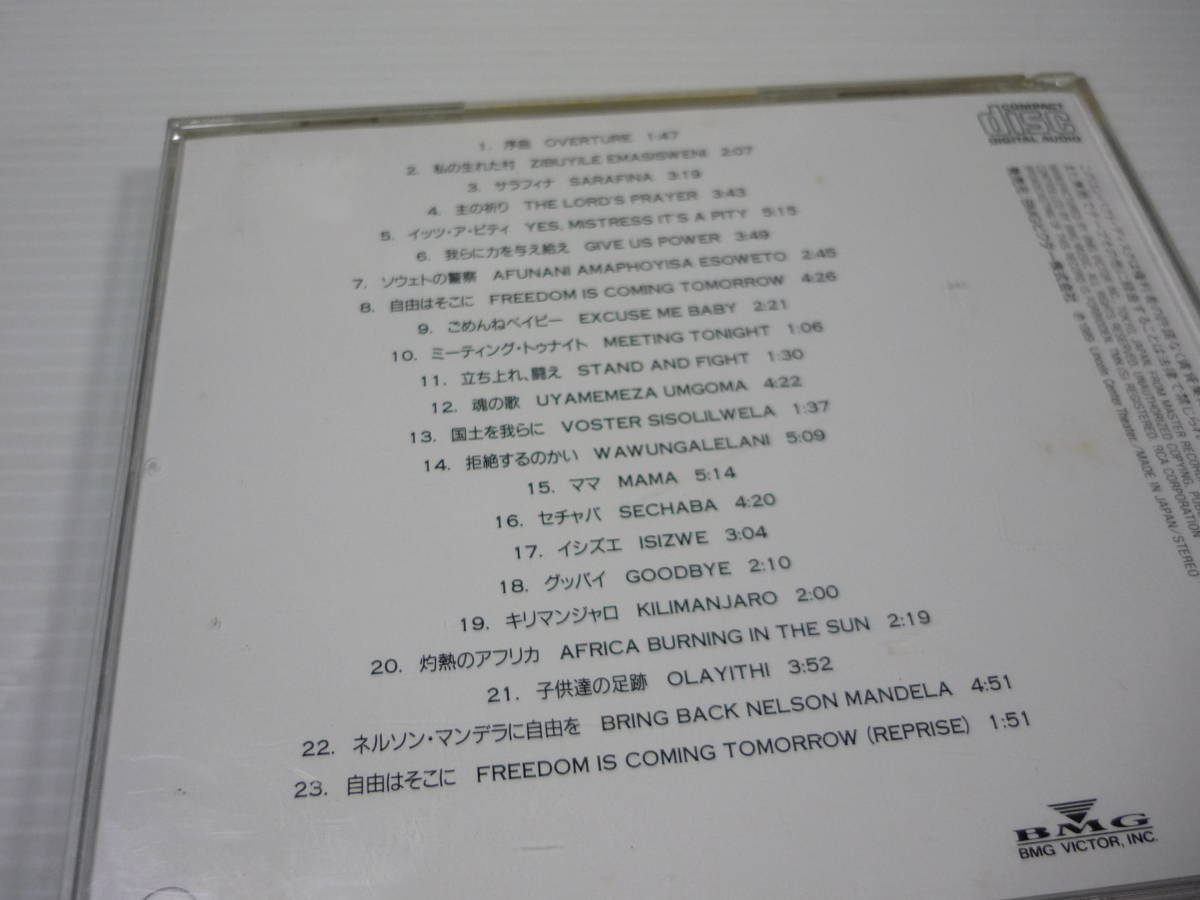 1. 序曲 OVERTURE 1:47
2. 私の生れた村 ZIBUYILE EMASISWENI 2:07
3. サラフィナ SARAFINA 3:19
4. 主の祈り THE LORD'S PRAYER 3:43
5. イッツ・ア・ピティ YES, MISTRESS IT'S A PITY 5:15
6. 我らに力を与え給え GIVE US POWER 3:49
7. ソウェトの警察 AFUNANI AMAPHOYISA ESOWETO 2:45
8. 自由はそこに FREEDOM IS COMING TOMORROW 4:26
9. ごめんねベイビー EXCUSE ME BABY 2:21
10. ミーティング・トゥナイト MEETING TONIGHT 1:06
11. 立ち上れ、闘え STAND AND FIGHT 1:30
12. 魂の歌 UYAMEMEZA UMGOMA 4:22
13. 国土を我らに VOSTER SISOLILWELA 1:37
14. 拒絶するのかい WAWUNGALELANI 5:09
15. ママ MAMA 5:14
16. セチャバ SECHABA 4:20
17. イシズエ ISIZWE 3:04
18. グッバイ GOODBYE 2:10
19. キリマンジャロ KILIMANJARO 2:00
20. 灼熱のアフリカ AFRICA BURNING IN THE SUN 2:19
21. 子供達の足跡 OLAYITHI 3:52
22. ネルソン・マンデラに自由を BRING BACK NELSON MANDELA 4:51
23. 自由はそこに FREEDOM IS COMING TOMORROW (REPRISE) 1:51
COMPACT
disc
DIGITAL AUDIO
BMG
BMG VICTOR, INC.